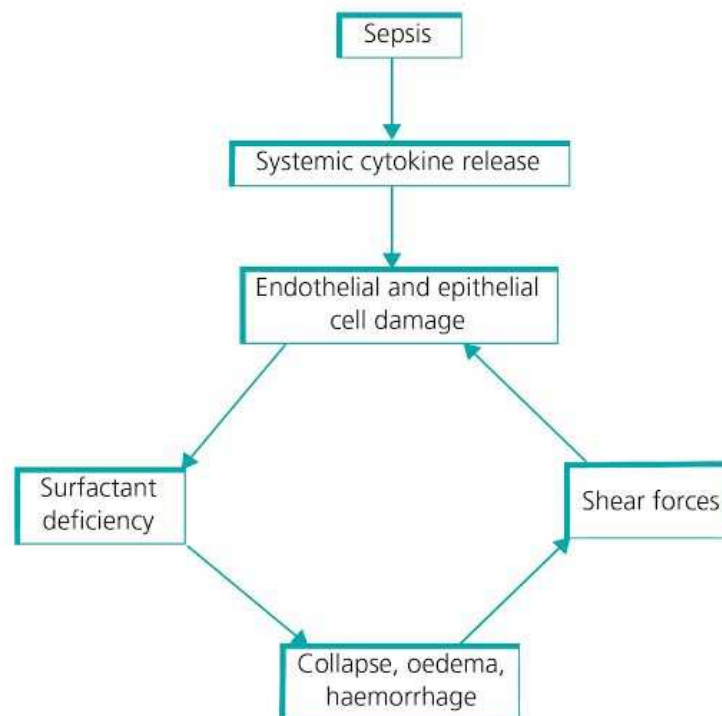 Sepsis
Systemic cytokine release
Endothelial and epithelial
cell damage
Surfactant
deficiency
Shear forces
Collapse, oedema,
haemorrhage